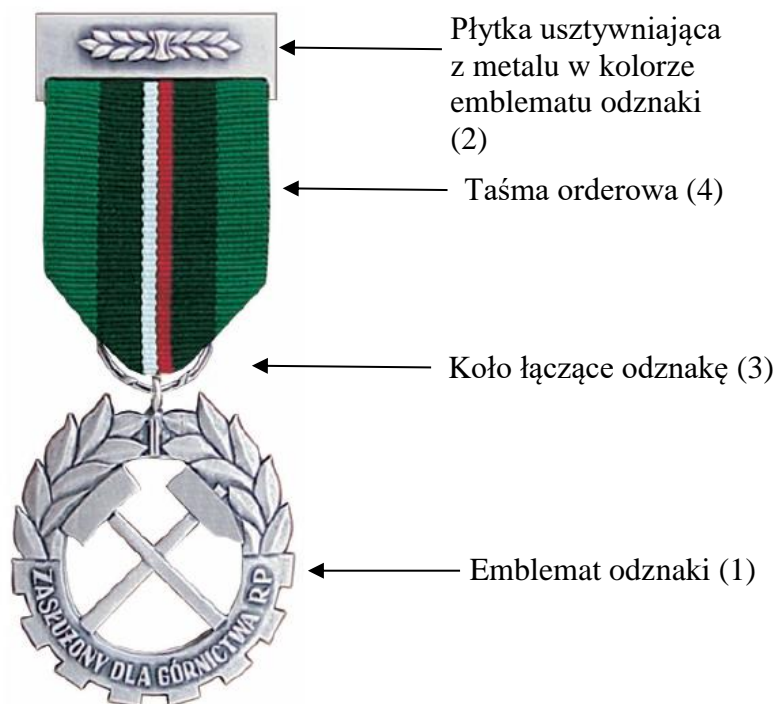 Płytka usztywniająca
z metalu w kolorze
emblematu odznaki
(2)
Taśma orderowa (4)
Koło łączące odznakę (3)
Emblemat odznaki (1)
ZASŁUŻONY DLA GÓRNICTWA RP